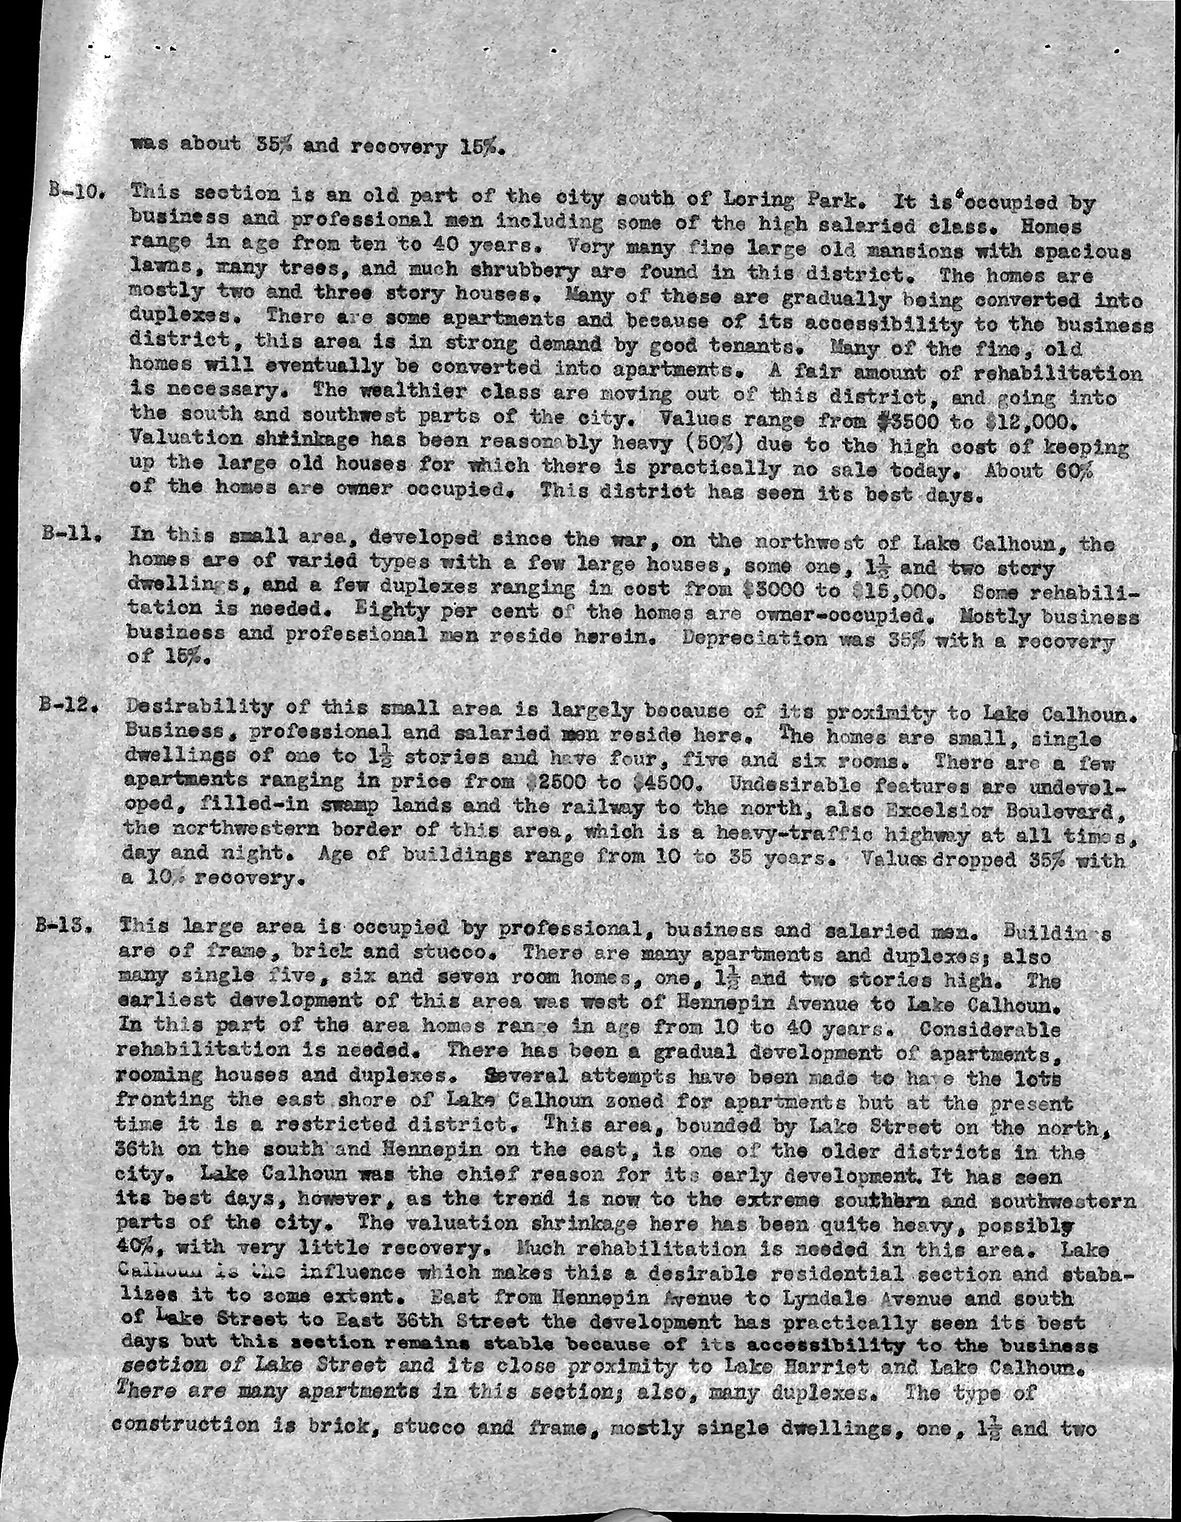 was about 35% and recovery 15%.
B-10. This section is an old part of the city south of Loring Park. It is occupied by
business and professional men including some of the high salaried class. Homes
range in age from ten to 40 years. Very many fine large old mansions with spacious
lawns, many trees, and much shrubbery are found in this district. The homes are
mostly two and three story houses. Many of these are gradually being converted into
duplexes. There are some apartments and because of its accessibility to the business
district, this area is in strong demand by good tenants. Many of the fine, old
homes will eventually be converted into apartments. A fair amount of rehabilitation
is necessary. The wealthier class are moving out of this district, and going into
the south and southwest parts of the city. Values range from $3500 to $12,000.
Valuation shrinkage has been reasonably heavy (50%) due to the high cost of keeping
up the large old houses for which there is practically no sale today. About 60%
of the homes are owner occupied. This district has seen its best days.
B-11. In this small area, developed since the war, on the northwest of Lake Calhoun, the
homes are of varied types with a few large houses, some one, 1½ and two story
dwellings, and a few duplexes ranging in cost from $3000 to $15,000. Some rehabili-
tation is needed. Eighty per cent of the homes are owner-occupied. Mostly business
business and professional men reside herein. Depreciation was 35% with a recovery
of 15%.
B-12. Desirability of this small area is largely because of its proximity to Lake Calhoun.
Business, professional and salaried men reside here. The homes are small, single
dwellings of one to 1½ stories and have four, five and six rooms. There are a few
apartments ranging in price from $2500 to $4500. Undesirable features are undevel-
oped, filled-in swamp lands and the railway to the north, also Excelsior Boulevard,
the northwestern border of this area, which is a heavy-traffic highway at all times,
day and night. Age of buildings range from 10 to 35 years. Values dropped 35% with
a 10% recovery.
B-13. This large area is occupied by professional, business and salaried men. Buildings
are of frame, brick and stucco. There are many apartments and duplexes; also
many single five, six and seven room homes, one, 1½ and two stories high. The
earliest development of this area was west of Hennepin Avenue to Lake Calhoun.
In this part of the area homes range in age from 10 to 40 years. Considerable
rehabilitation is needed. There has been a gradual development of apartments,
rooming houses and duplexes. Several attempts have been made to have the lots
fronting the east shore of Lake Calhoun zoned for apartments but at the present
time it is a restricted district. This area, bounded by Lake Street on the north,
36th on the south and Hennepin on the east, is one of the older districts in the
city. Lake Calhoun was the chief reason for its early development. It has seen
its best days, however, as the trend is now to the extreme southern and southwestern
parts of the city. The valuation shrinkage here has been quite heavy, possibly
40%, with very little recovery. Much rehabilitation is needed in this area. Lake
Calhoun is the influence which makes this a desirable residential section and staba-
lizes it to some extent. East from Hennepin Avenue to Lyndale Avenue and south
of Lake Street to East 36th Street the development has practically seen its best
days but this section remains stable because of its accessibility to the business
section of Lake Street and its close proximity to Lake Harriet and Lake Calhoun.
There are many apartments in this section; also, many duplexes. The type of
construction is brick, stucco and frame, mostly single dwellings, one, 1½ and two